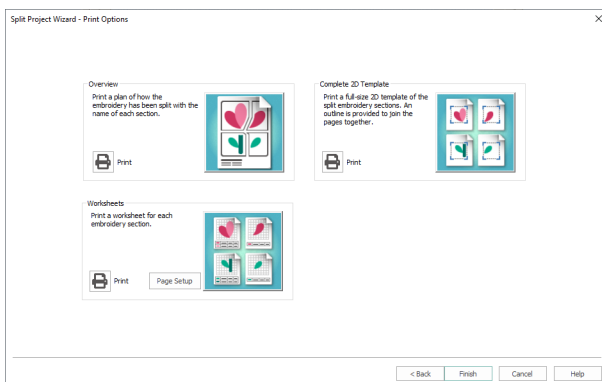 Split Project Wizard - Print Options
Overview
Print a plan of how the
embroidery has been split with the
name of each section.
Print
Complete 2D Template
Print a full-size 2D template of the
split embroidery sections. An
outline is provided to join the
pages together.
Print
Worksheets
Print a worksheet for each
embroidery section.
Print
Page Setup
< Back
Finish
Cancel
Help